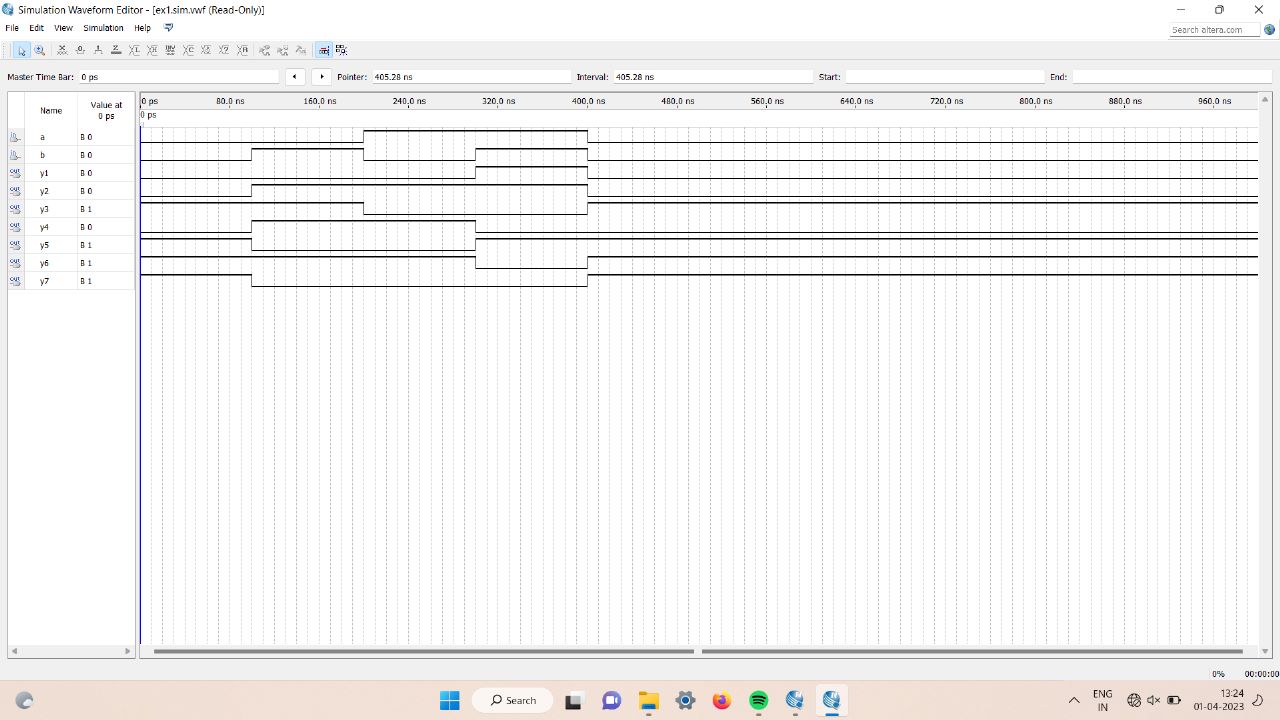 Simulation Waveform Editor - [ex1.sim.vwf (Read-Only)]
File Edit View Simulation Help
Search altera.com
Master Time Bar: 0 ps Pointer: 405.28 ns Interval: 405.28 ns Start: End:
Name Value at 0 ps
0 ps 80.0 ns 160.0 ns 240.0 ns 320.0 ns 400.0 ns 480.0 ns 560.0 ns 640.0 ns 720.0 ns 800.0 ns 880.0 ns 960.0 ns
0 ps
a B 0
b B 0
y1 B 0
y2 B 0
y3 B 1
y4 B 0
y5 B 1
y6 B 1
y7 B 1
0% 00:00:00
Search
ENG IN
13:24
01-04-2023